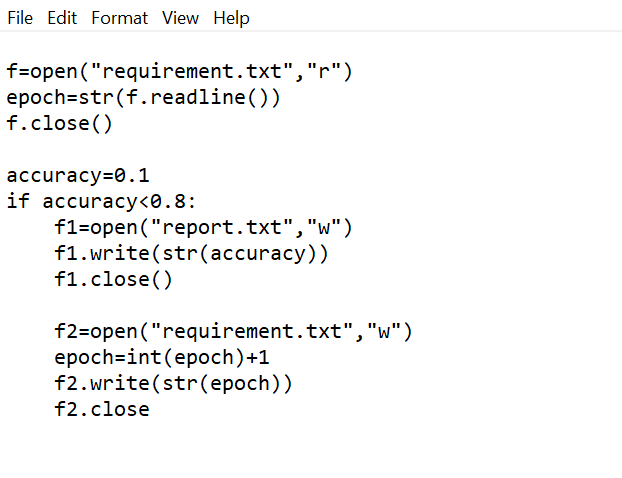 File Edit Format View Help
f=open("requirement.txt","r")
epoch=str(f.readline())
f.close()
accuracy=0.1
if accuracy<0.8:
    f1=open("report.txt","w")
    f1.write(str(accuracy))
    f1.close()
    f2=open("requirement.txt","w")
    epoch=int(epoch)+1
    f2.write(str(epoch))
    f2.close